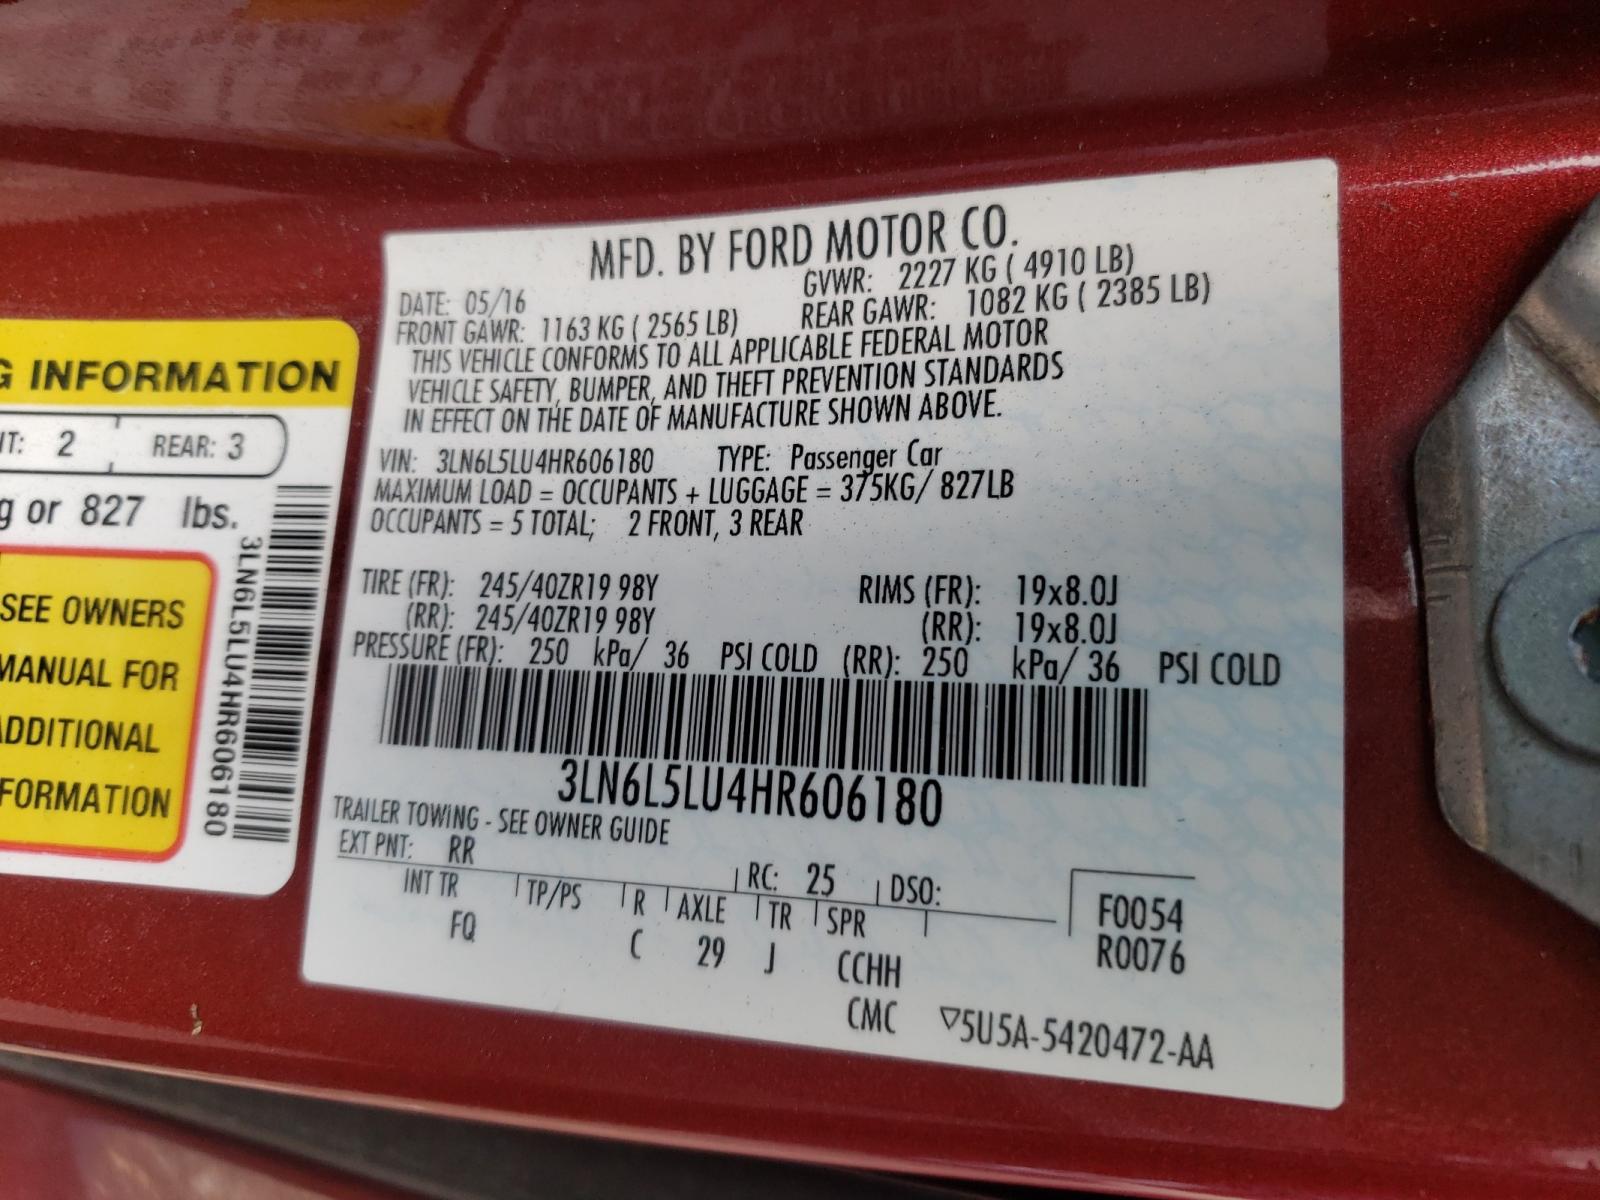 MFD. BY FORD MOTOR CO.
DATE: 05/16 GVWR: 2227 KG ( 4910 LB)
FRONT GAWR: 1163 KG ( 2565 LB) REAR GAWR: 1082 KG ( 2385 LB)
THIS VEHICLE CONFORMS TO ALL APPLICABLE FEDERAL MOTOR
VEHICLE SAFETY, BUMPER, AND THEFT PREVENTION STANDARDS
IN EFFECT ON THE DATE OF MANUFACTURE SHOWN ABOVE.
VIN: 3LN6L5LU4HR606180 TYPE: Passenger Car
MAXIMUM LOAD = OCCUPANTS + LUGGAGE = 375KG/ 827LB
OCCUPANTS = 5 TOTAL; 2 FRONT, 3 REAR
TIRE (FR): 245/40ZR19 98Y RIMS (FR): 19x8.0J
(RR): 245/40ZR19 98Y (RR): 19x8.0J
PRESSURE (FR): 250 kPa/ 36 PSI COLD (RR): 250 kPa/ 36 PSI COLD
3LN6L5LU4HR606180
TRAILER TOWING - SEE OWNER GUIDE
EXT PNT: RR RC: 25 DSO:
INT TR TP/PS R AXLE TR SPR F0054
FQ C 29 J CCHH R0076
CMC ▽5U5A-5420472-AA
G INFORMATION
NT: 2 REAR: 3
g or 827 lbs.
SEE OWNERS
MANUAL FOR
ADDITIONAL
FORMATION
3LN6L5LU4HR606180